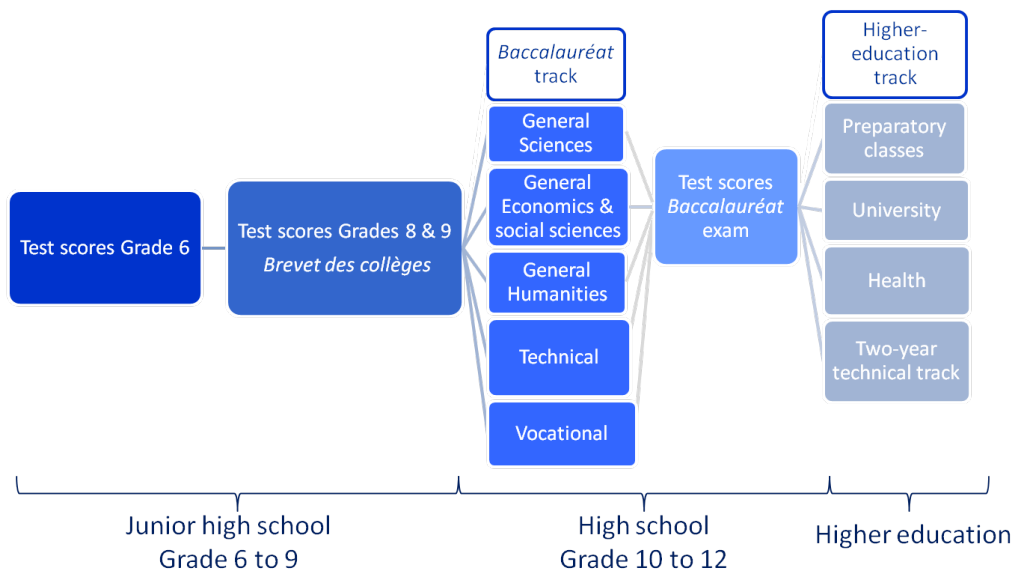 Test scores Grade 6
Test scores Grades 8 & 9
Brevet des collèges
Baccalauréat
track
General
Sciences
General
Economics &
social sciences
General
Humanities
Technical
Vocational
Test scores
Baccalauréat
exam
Higher-
education
track
Preparatory
classes
University
Health
Two-year
technical track
Junior high school
Grade 6 to 9
High school
Grade 10 to 12
Higher education